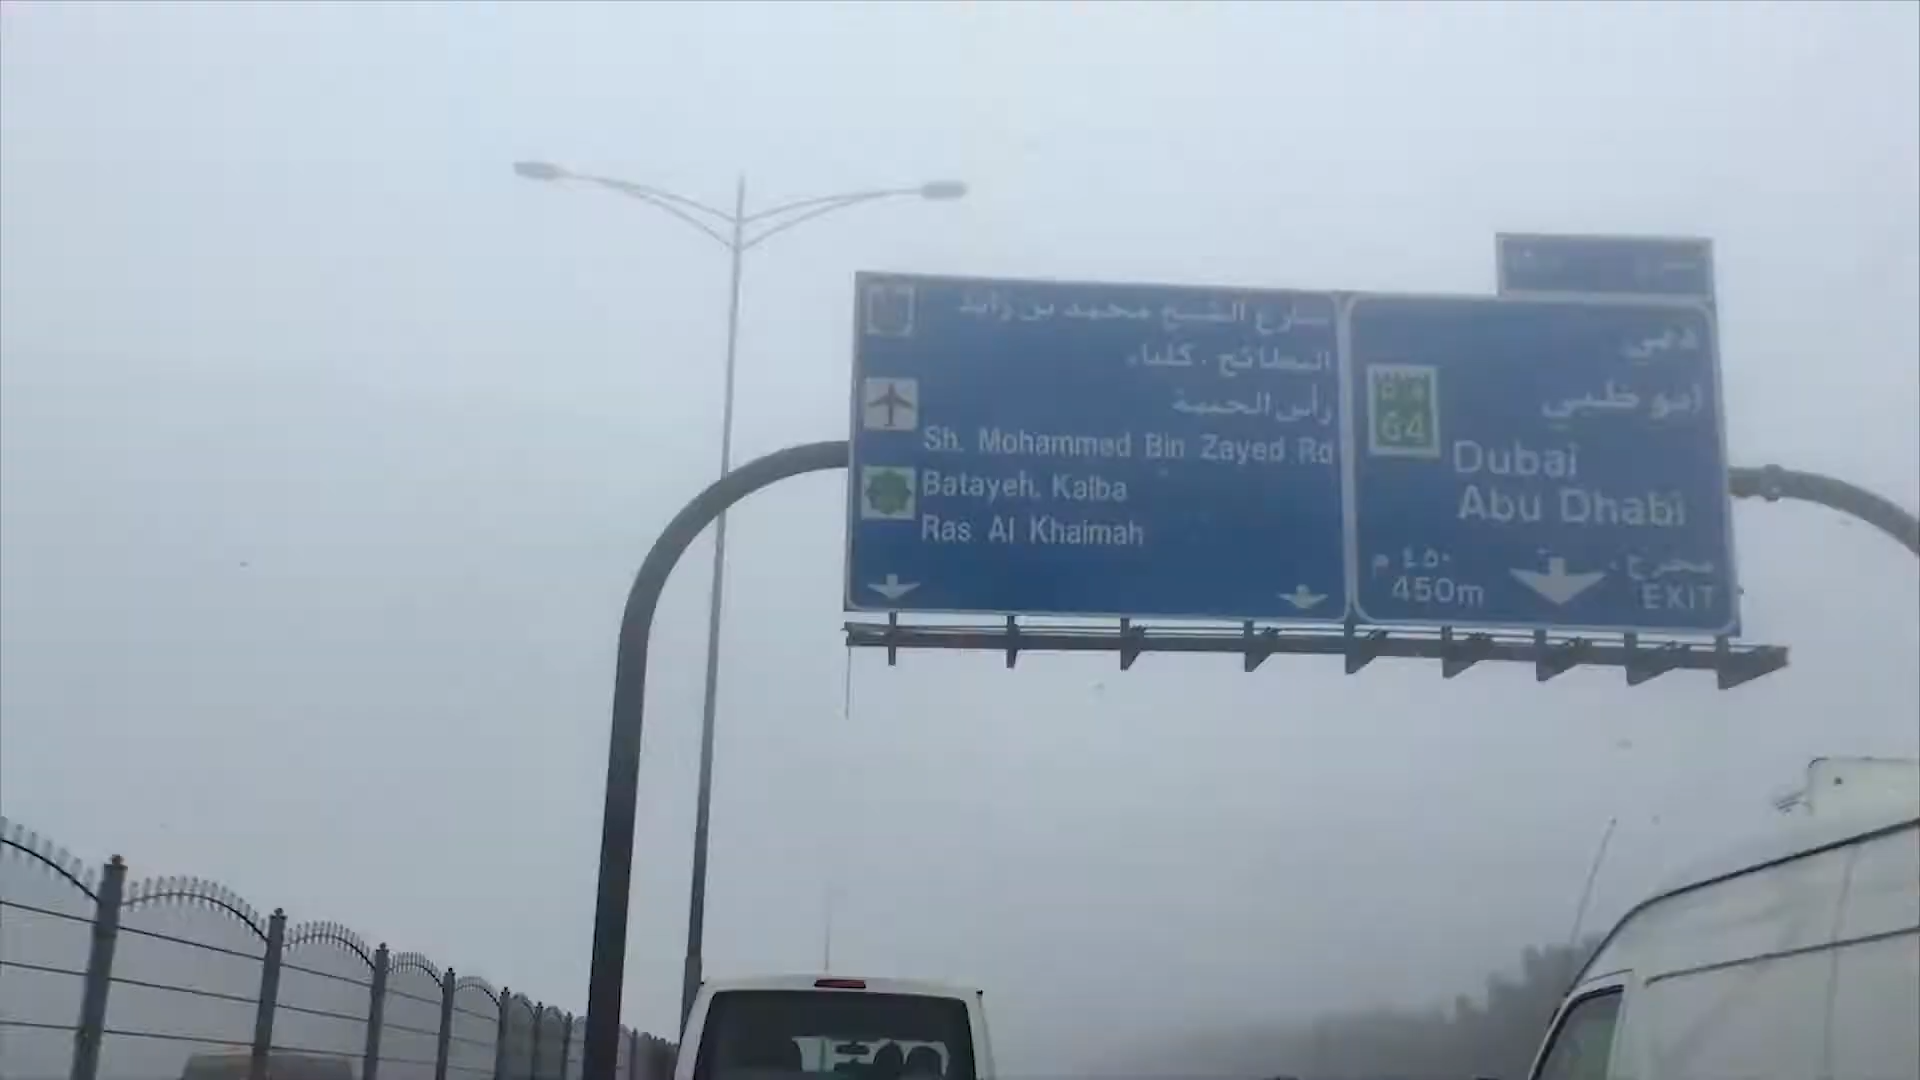 شارع الشيخ محمد بن زايد
البطائح . كلباء
رأس الخيمة
Sh. Mohammed Bin Zayed Rd
Batayeh, Kalba
Ras Al Khaimah
دبي
أبو ظبي
64
Dubai
Abu Dhabi
٤٥٠ م
مخرج
450m
EXIT